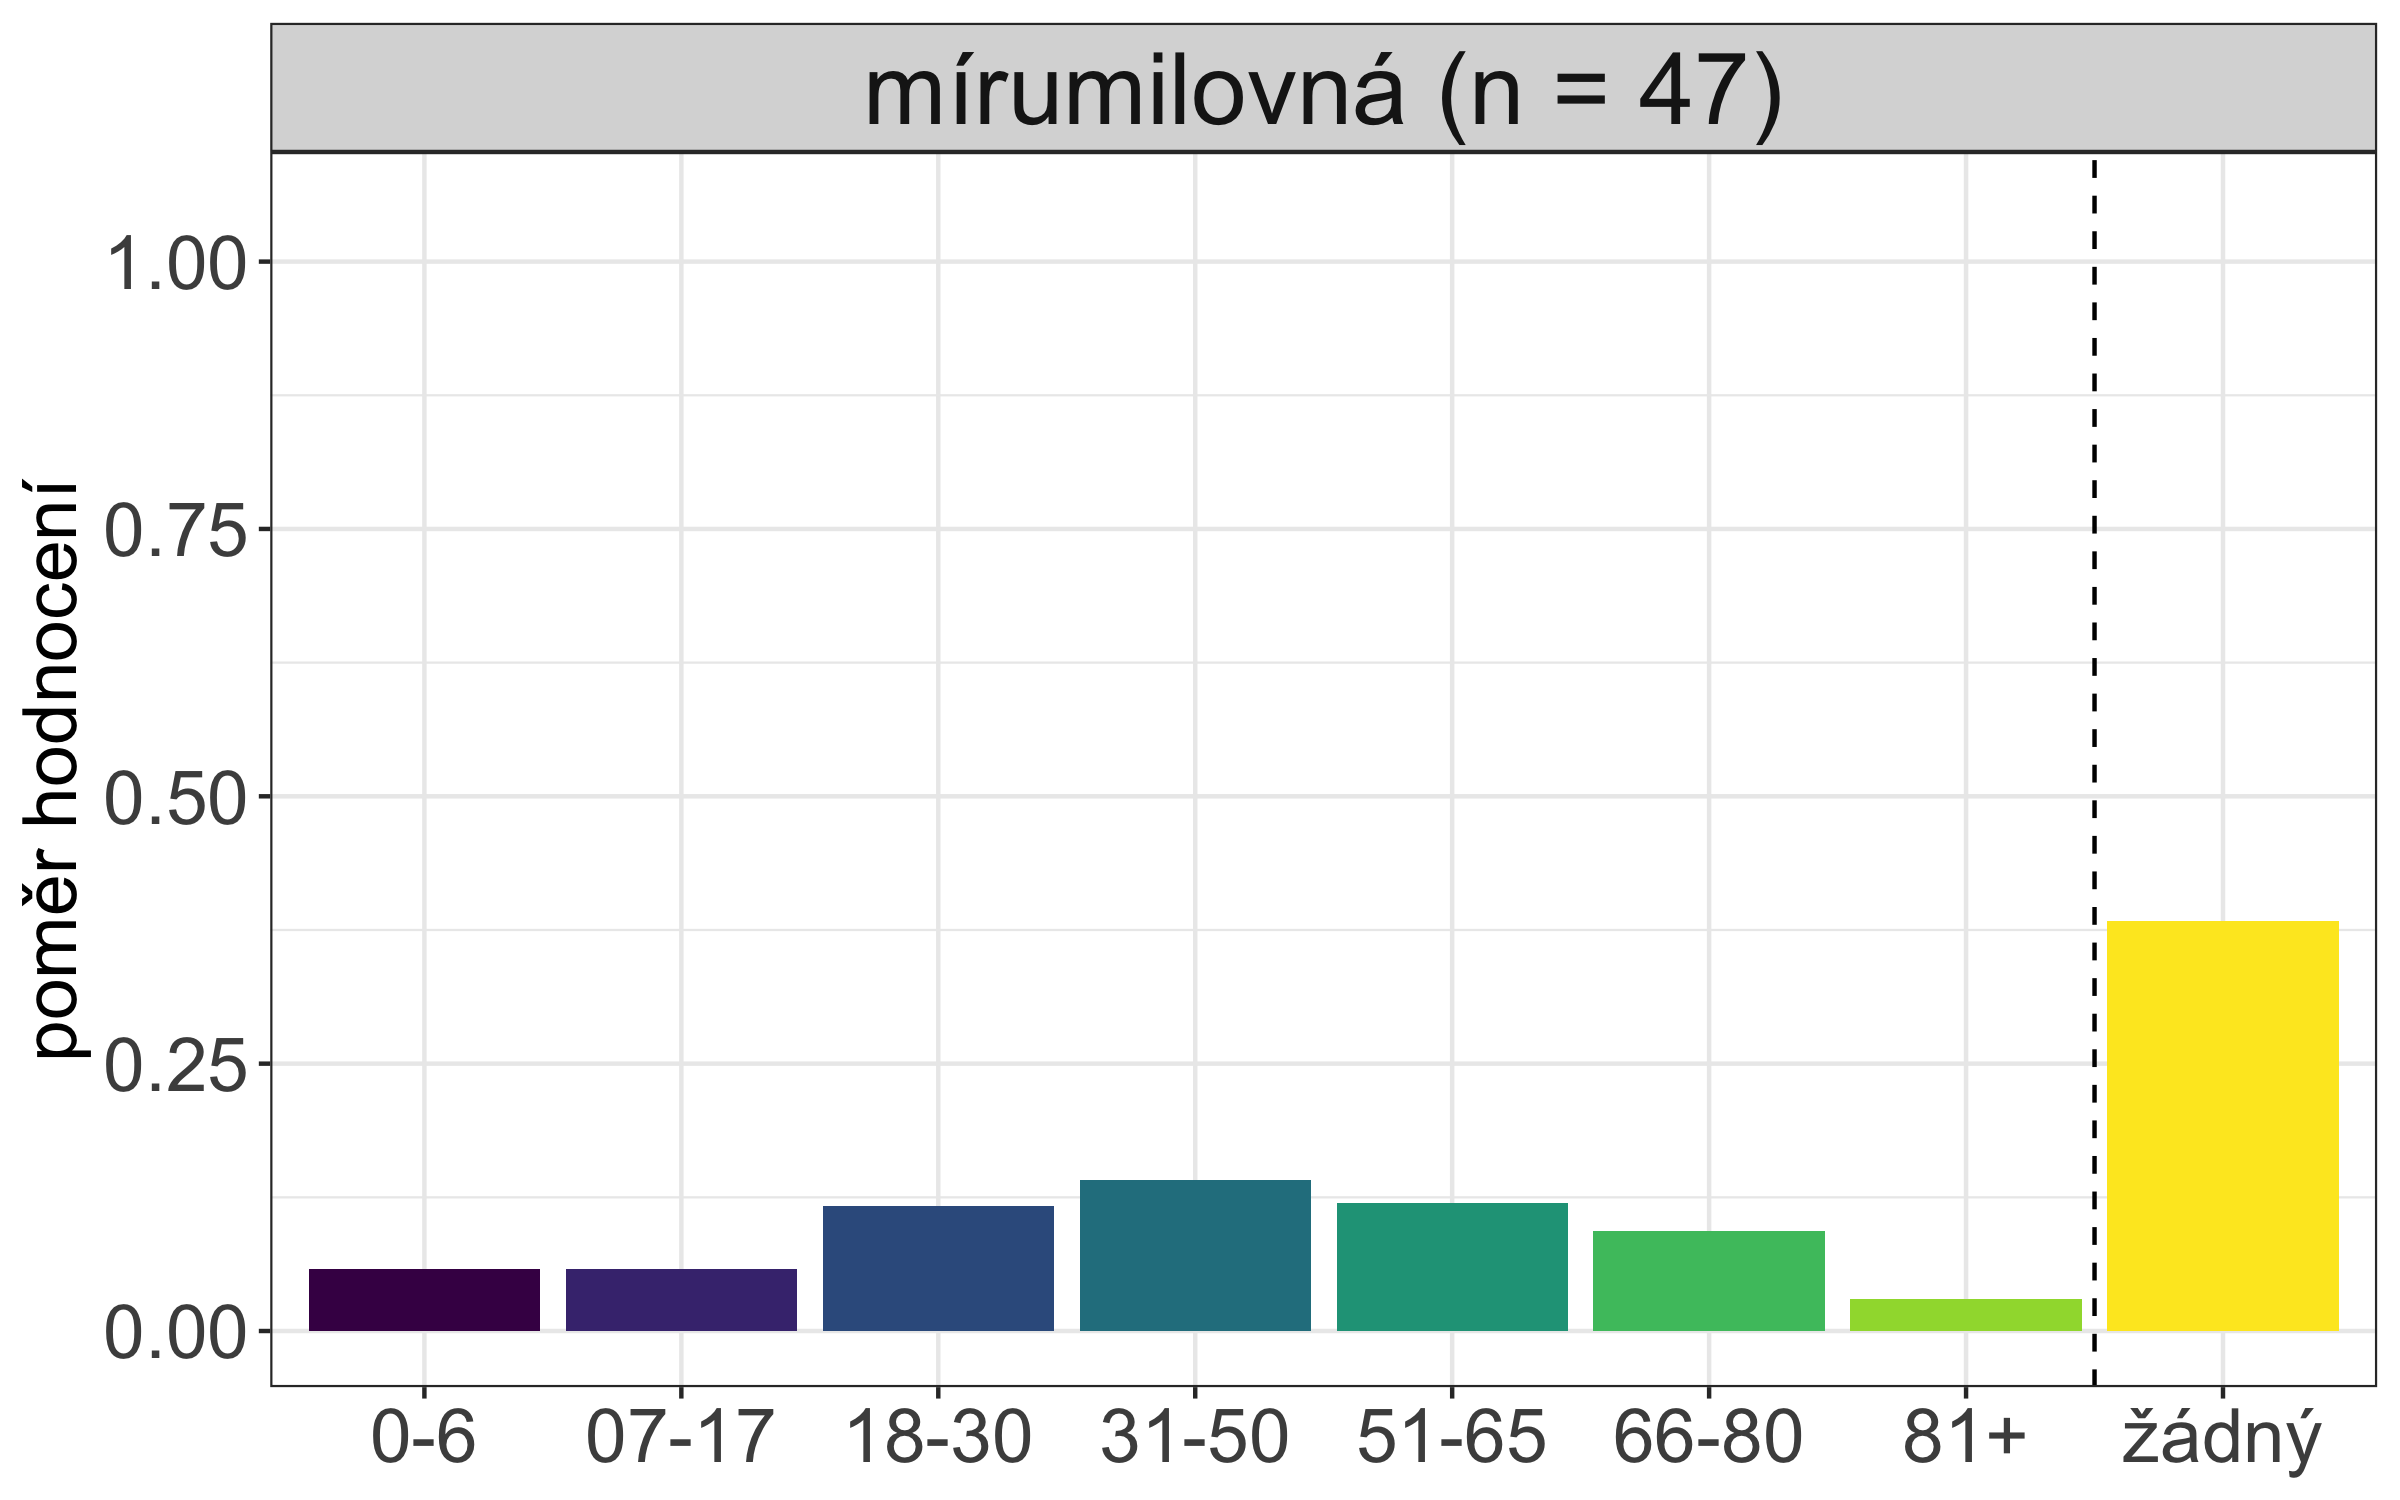 mírumilovná (n = 47)
poměr hodnocení
1.00
0.75
0.50
0.25
0.00
0-6 07-17 18-30 31-50 51-65 66-80 81+ žádný